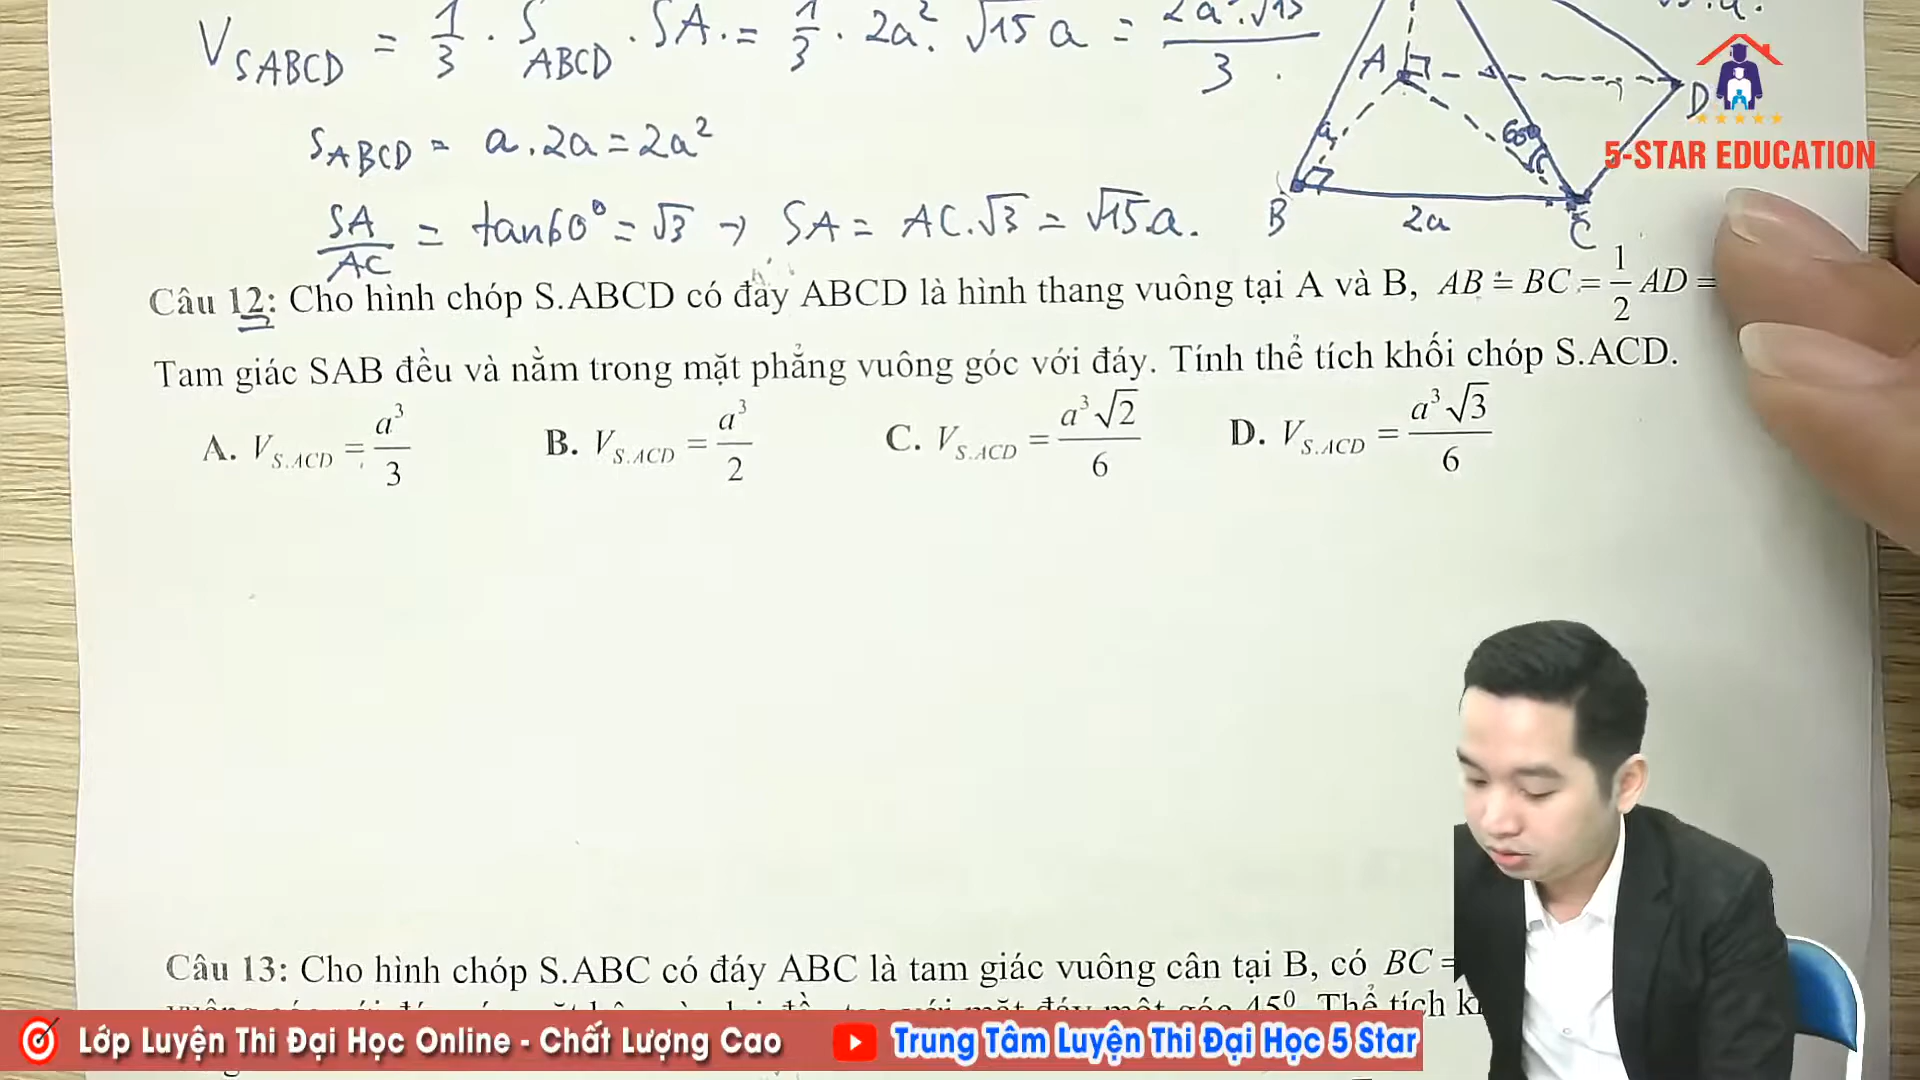 V_SABCD = 1/3 . S_ABCD . SA. = 1/3 . 2a². √15 a = 2a³.√15 / 3 .
S_ABCD = a.2a = 2a²
SA/AC = tan60° = √3 → SA = AC.√3 = √15a.
A
D
a
60°
B
2a
C
5-STAR EDUCATION
Câu 12: Cho hình chóp S.ABCD có đáy ABCD là hình thang vuông tại A và B, AB = BC = 1/2 AD =
Tam giác SAB đều và nằm trong mặt phẳng vuông góc với đáy. Tính thể tích khối chóp S.ACD.
A. V_S.ACD = a³/3 B. V_S.ACD = a³/2 C. V_S.ACD = a³√2/6 D. V_S.ACD = a³√3/6
Câu 13: Cho hình chóp S.ABC có đáy ABC là tam giác vuông cân tại B, có BC =
45⁰. Thể tích
Lớp Luyện Thi Đại Học Online - Chất Lượng Cao
Trung Tâm Luyện Thi Đại Học 5 Star